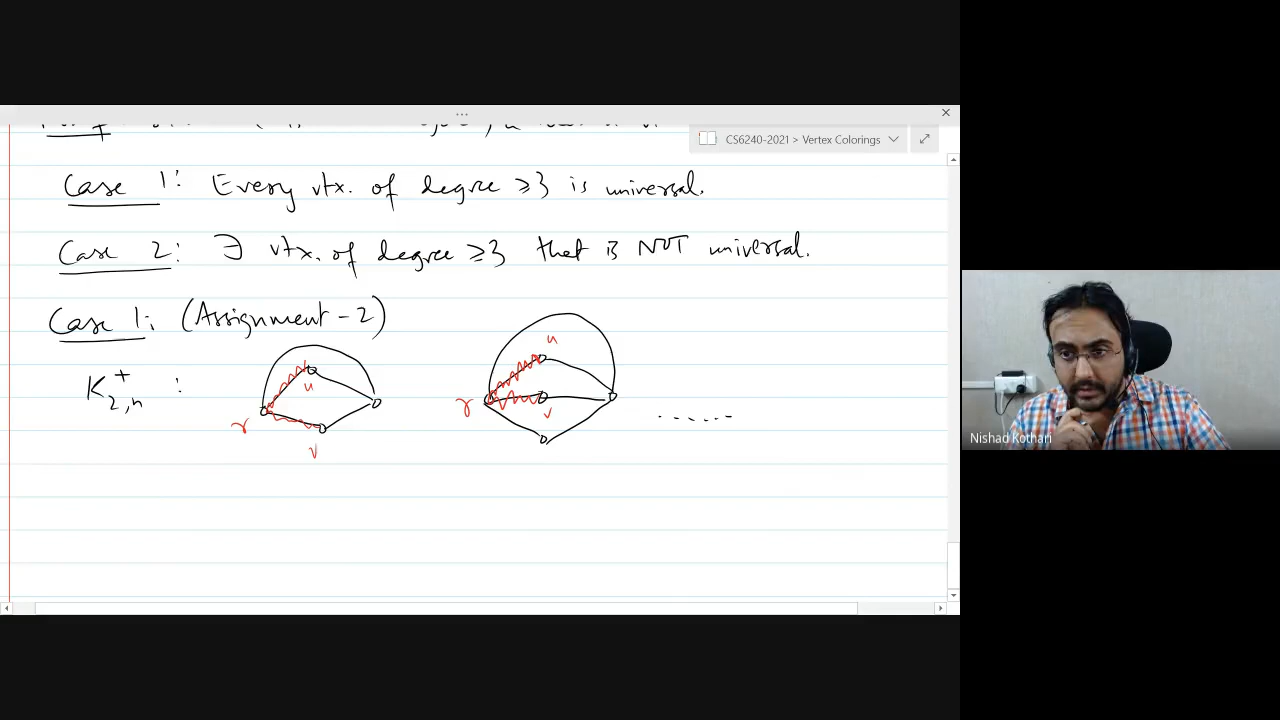 CS6240-2021 > Vertex Colorings
Case 1: Every vtx. of degree ≥3 is universal.
Case 2: ∃ vtx. of degree ≥3 that is NOT universal.
Case 1: (Assignment-2)
K⁺₂,ₙ :
u
r
v
u
r
v
Nishad Kothari